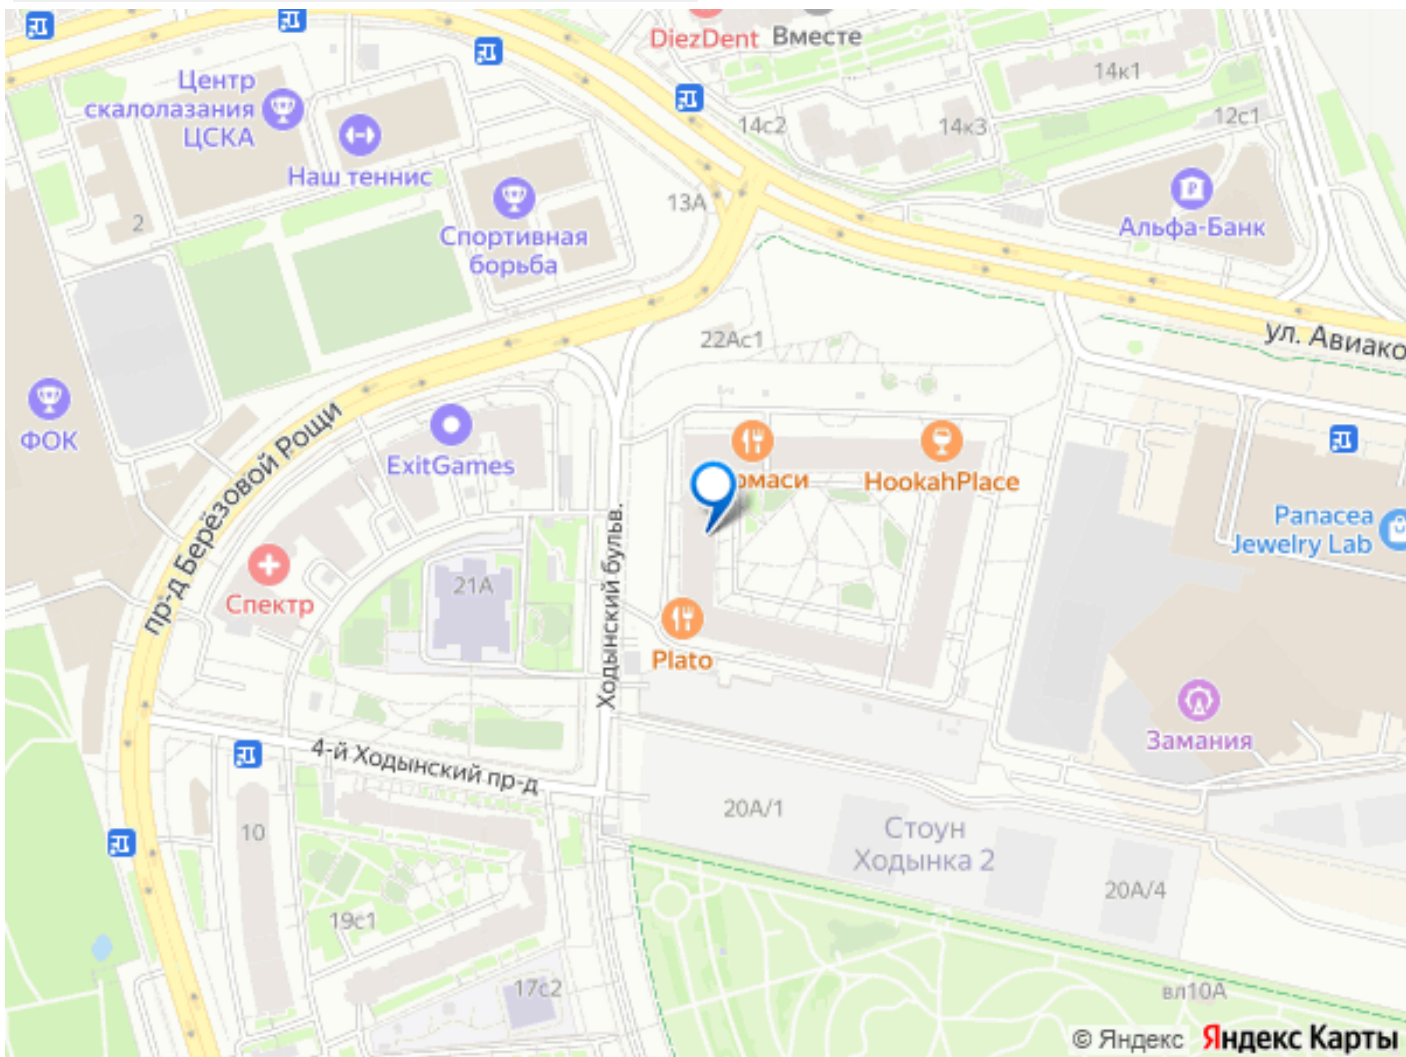 DiezDent
Вместе
14к1
Центр
скалолазания
ЦСКА
14с2
14к3
12с1
Наш теннис
2
13А
Спортивная
борьба
Альфа-Банк
22Ас1
ул. Авиако
ФОК
ExitGames
пр-д Берёзовой Рощи
омаси
HookahPlace
Ходынский бульв.
Panacea
Jewelry Lab
21А
Спектр
Plato
Замания
4-й Ходынский пр-д
20А/1
Стоун
Ходынка 2
10
20А/4
19с1
17с2
вл10А
© Яндекс Яндекс Карты